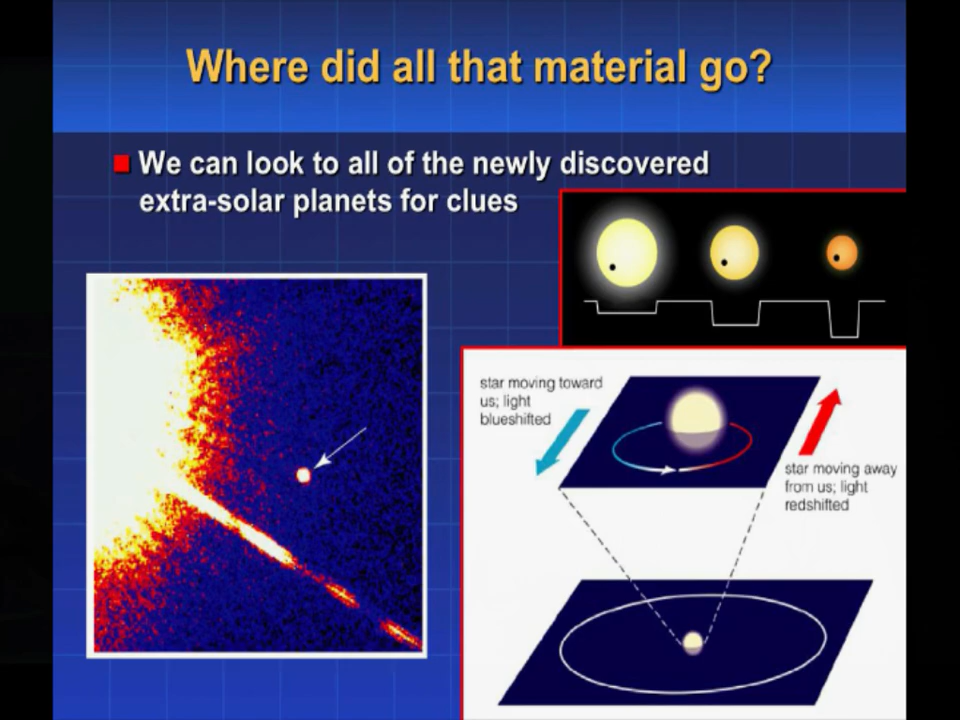 Where did all that material go?
We can look to all of the newly discovered
extra-solar planets for clues
star moving toward
us; light
blueshifted
star moving away
from us; light
redshifted